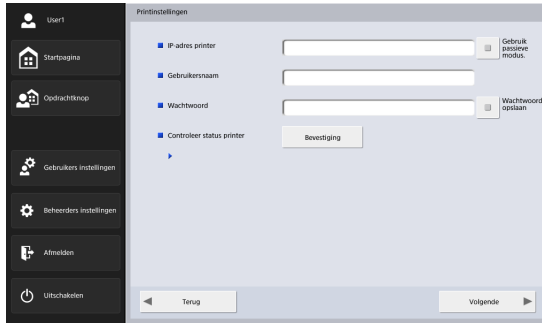 User1
Startpagina
Opdrachtknop
Gebruikers instellingen
Beheerders instellingen
Afmelden
Uitschakelen
Printinstellingen
IP-adres printer
Gebruik
passieve
modus.
Gebruikersnaam
Wachtwoord
Wachtwoord
opslaan
Controleer status printer
Bevestiging
Terug
Volgende